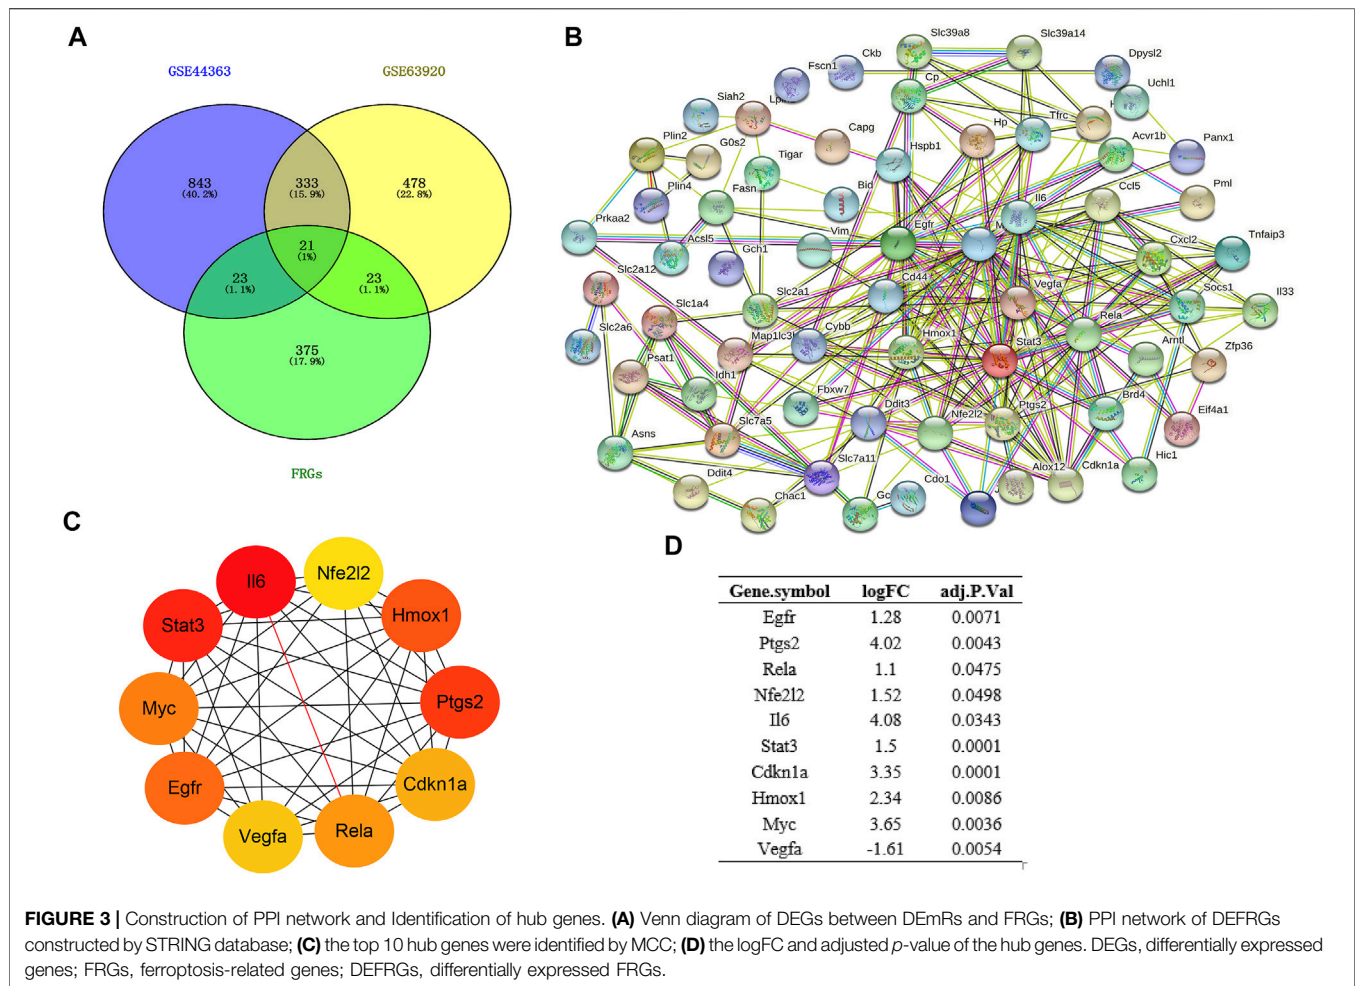 A
GSE44363
GSE63920
843
(40.2%)
333
(15.9%)
478
(22.8%)
21
(1%)
23
(1.1%)
23
(1.1%)
375
(17.9%)
FRGs
B
Slc39a8
Slc39a14
Ckb
Fscn1
Dpysl2
Cp
Uchl1
Siah2
Capg
Hp
Tfrc
Plin2
G0s2
Hspb1
Acvr1b
Panx1
Tigar
Plin4
Fasn
Bid
Il6
Ccl5
Pml
Prkaa2
Acsl5
Gch1
Vim
Egfr
Cxcl2
Tnfaip3
Slc2a12
Cd44
Slc2a1
Vegfa
Socs1
Il33
Slc1a4
Rela
Slc2a6
Map1lc3b
Cybb
Hmox1
Stat3
Arntl
Zfp36
Psat1
Idh1
Fbxw7
Ddit3
Nfe2l2
Ptgs2
Brd4
Eif4a1
Asns
Slc7a5
Slc7a11
Alox12
Cdkn1a
Hic1
Ddit4
Chac1
Cdo1
C
Il6
Nfe2l2
Stat3
Hmox1
Myc
Ptgs2
Egfr
Cdkn1a
Vegfa
Rela
D
Gene.symbol logFC adj.P.Val
Egfr 1.28 0.0071
Ptgs2 4.02 0.0043
Rela 1.1 0.0475
Nfe2l2 1.52 0.0498
Il6 4.08 0.0343
Stat3 1.5 0.0001
Cdkn1a 3.35 0.0001
Hmox1 2.34 0.0086
Myc 3.65 0.0036
Vegfa -1.61 0.0054
FIGURE 3 | Construction of PPI network and Identification of hub genes. (A) Venn diagram of DEGs between DEmRs and FRGs; (B) PPI network of DEFRGs
constructed by STRING database; (C) the top 10 hub genes were identified by MCC; (D) the logFC and adjusted p-value of the hub genes. DEGs, differentially expressed
genes; FRGs, ferroptosis-related genes; DEFRGs, differentially expressed FRGs.